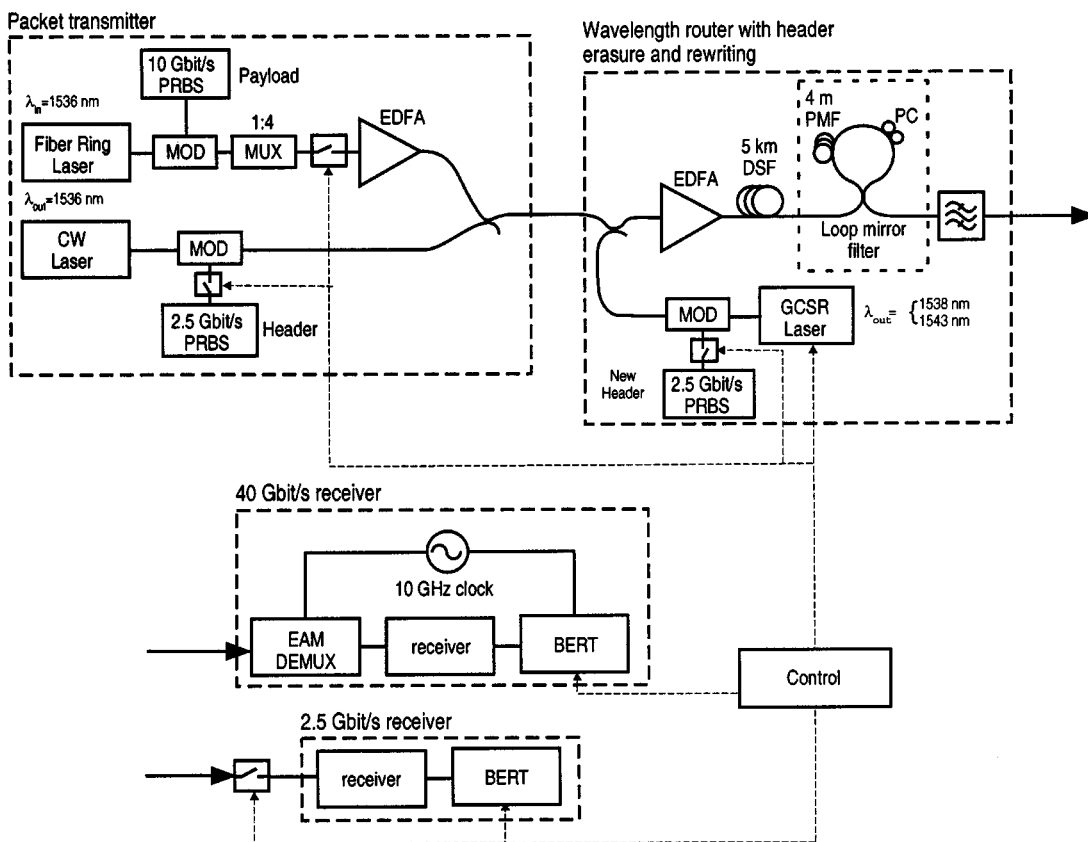 Packet transmitter
10 Gbit/s
PRBS
Payload
λin=1536 nm
Fiber Ring
Laser
MOD
1:4
MUX
EDFA
λout=1536 nm
CW
Laser
MOD
2.5 Gbit/s
PRBS
Header
Wavelength router with header
erasure and rewriting
4 m
PMF
PC
5 km
DSF
EDFA
Loop mirror
filter
MOD
GCSR
Laser
λout= { 1538 nm
1543 nm
New
Header
2.5 Gbit/s
PRBS
40 Gbit/s receiver
10 GHz clock
EAM
DEMUX
receiver
BERT
Control
2.5 Gbit/s receiver
receiver
BERT